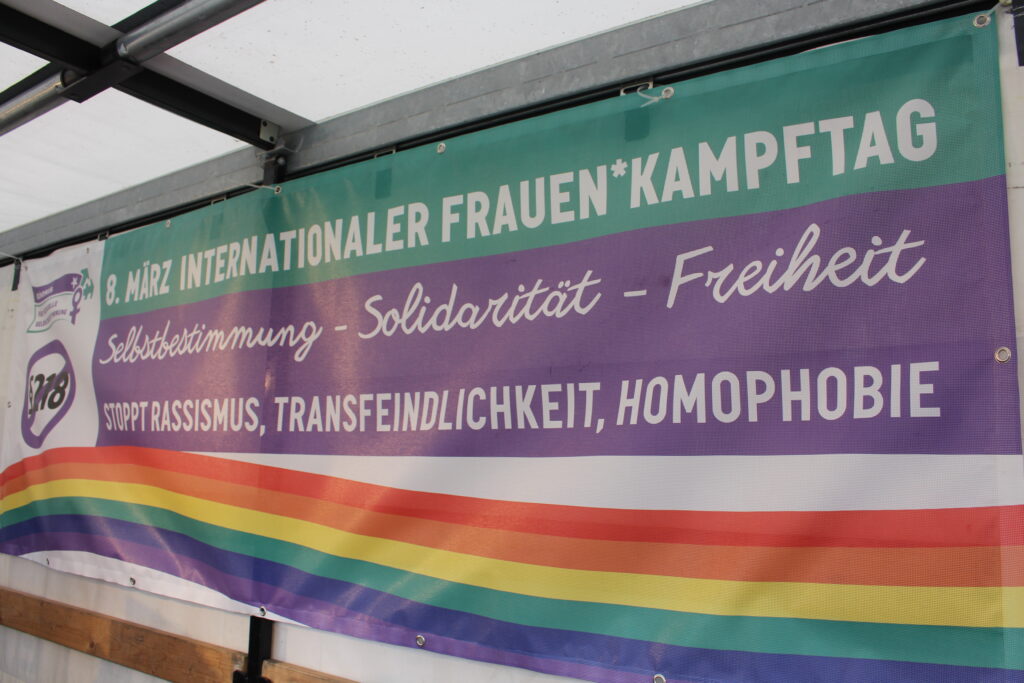 8. MÄRZ INTERNATIONALER FRAUEN*KAMPFTAG
Selbstbestimmung - Solidarität - Freiheit
STOPPT RASSISMUS, TRANSFEINDLICHKEIT, HOMOPHOBIE
§218